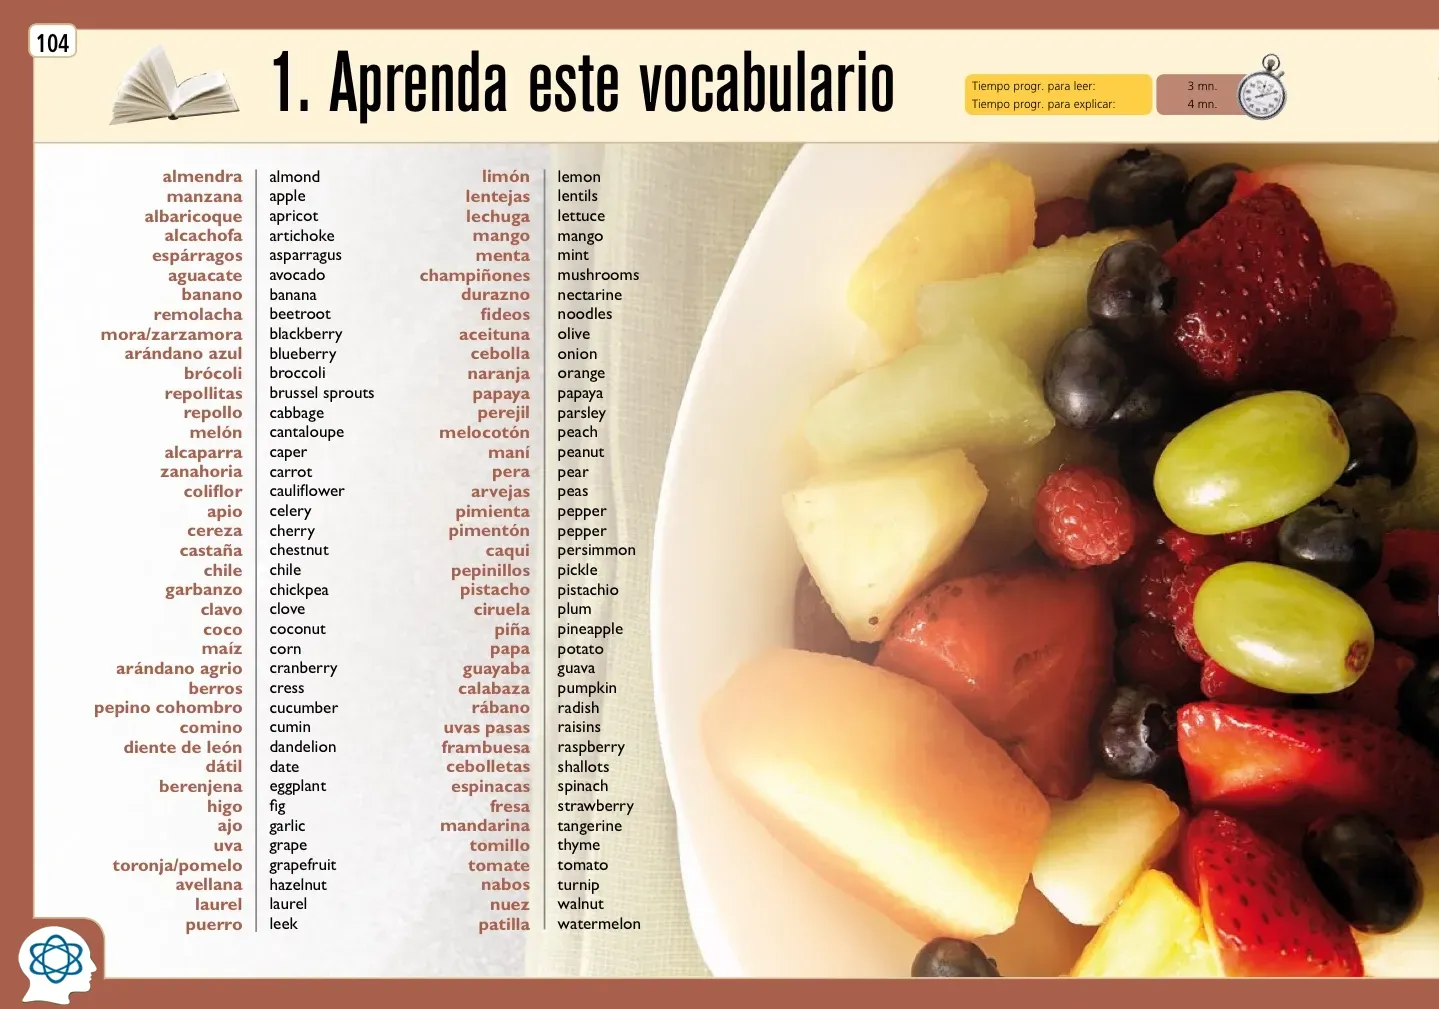 104
1. Aprenda este vocabulario
Tiempo progr. para leer: 3 mn.
Tiempo progr. para explicar: 4 mn.
almendra almond
manzana apple
albaricoque apricot
alcachofa artichoke
espárragos asparragus
aguacate avocado
banano banana
remolacha beetroot
mora/zarzamora blackberry
arándano azul blueberry
brócoli broccoli
repollitas brussel sprouts
repollo cabbage
melón cantaloupe
alcaparra caper
zanahoria carrot
coliflor cauliflower
apio celery
cereza cherry
castaña chestnut
chile chile
garbanzo chickpea
clavo clove
coco coconut
maíz corn
arándano agrio cranberry
berros cress
pepino cohombro cucumber
comino cumin
diente de león dandelion
dátil date
berenjena eggplant
higo fig
ajo garlic
uva grape
toronja/pomelo grapefruit
avellana hazelnut
laurel laurel
puerro leek
limón lemon
lentejas lentils
lechuga lettuce
mango mango
menta mint
champiñones mushrooms
durazno nectarine
fideos noodles
aceituna olive
cebolla onion
naranja orange
papaya papaya
perejil parsley
melocotón peach
maní peanut
pera pear
arvejas peas
pimienta pepper
pimentón pepper
caqui persimmon
pepinillos pickle
pistacho pistachio
ciruela plum
piña pineapple
papa potato
guayaba guava
calabaza pumpkin
rábano radish
uvas pasas raisins
frambuesa raspberry
cebolletas shallots
espinacas spinach
fresa strawberry
mandarina tangerine
tomillo thyme
tomate tomato
nabos turnip
nuez walnut
patilla watermelon